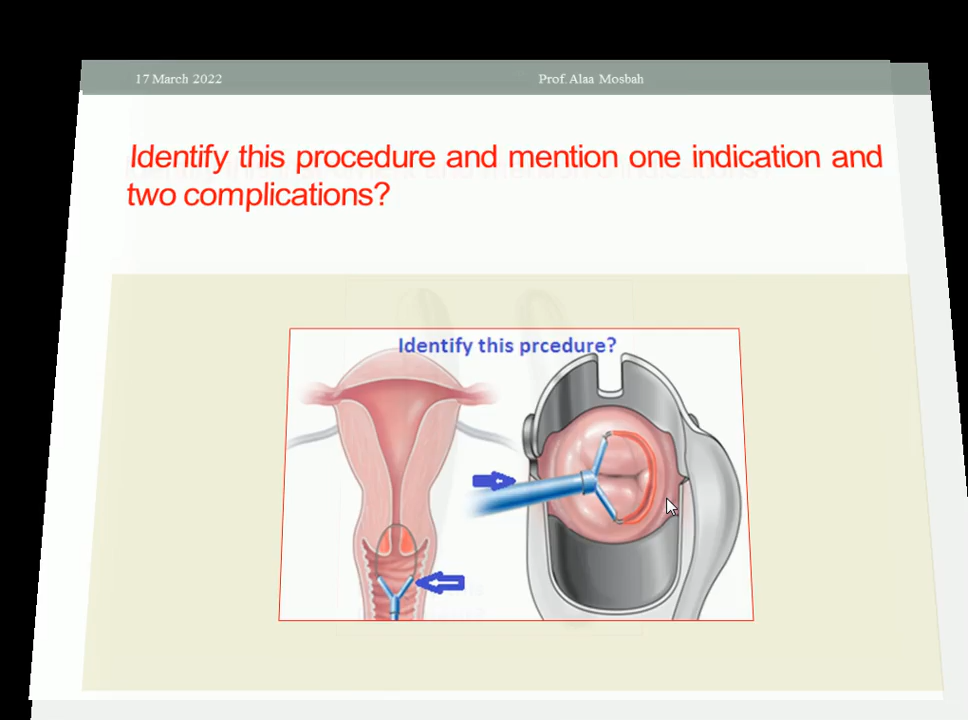 17 March 2022 Prof. Alaa Mosbah
Identify this procedure and mention one indication and
two complications?
Identify this prcedure?